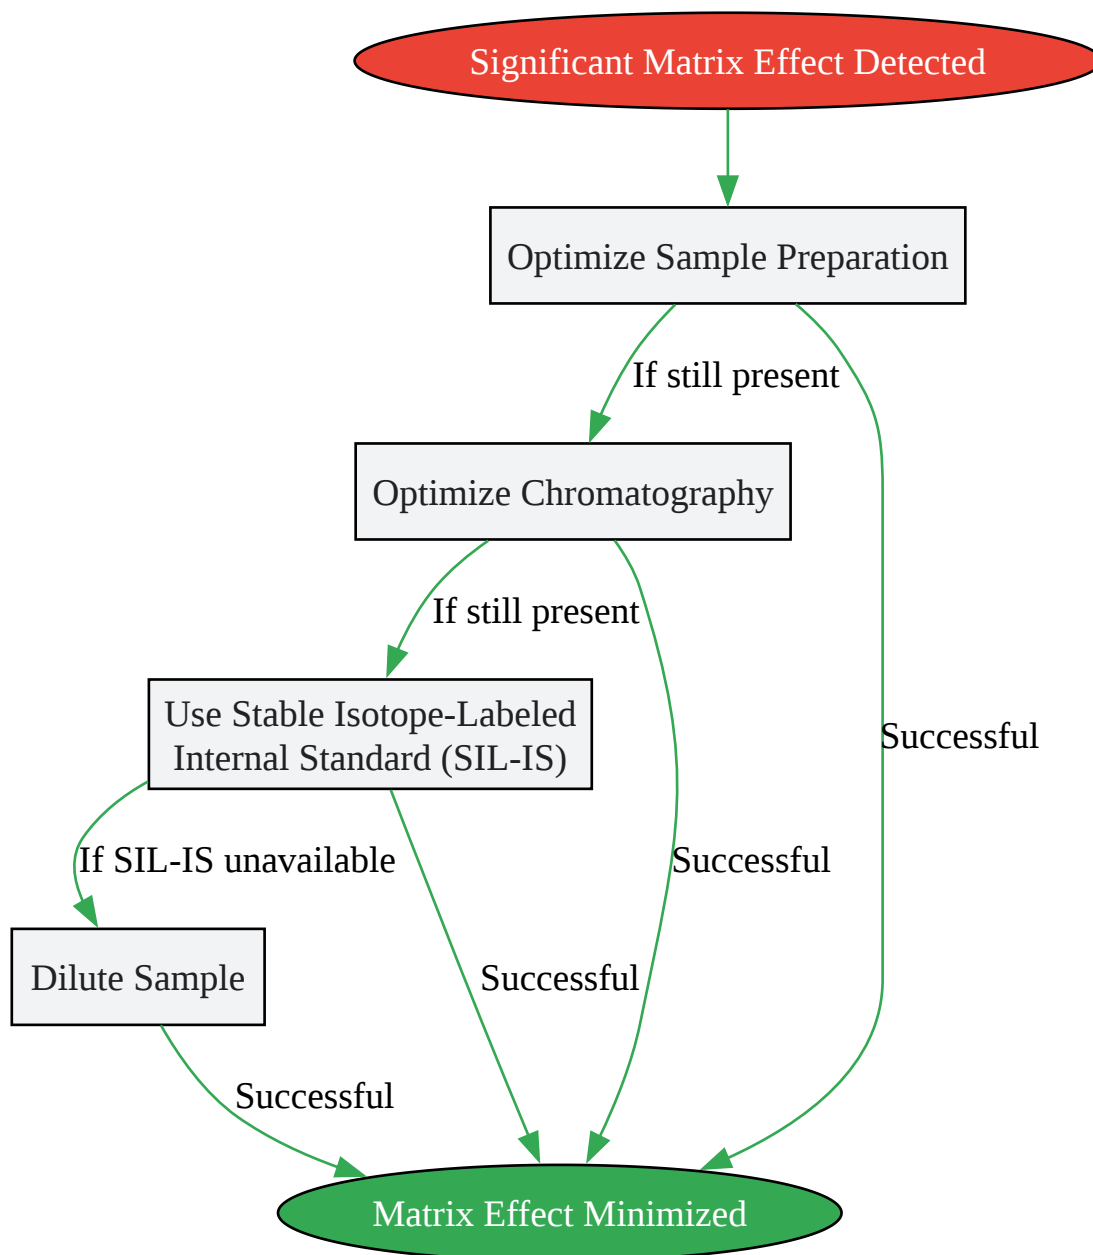 Significant Matrix Effect Detected
Optimize Sample Preparation
If still present
Optimize Chromatography
If still present
Use Stable Isotope-Labeled
Internal Standard (SIL-IS)
Successful
If SIL-IS unavailable
Successful
Dilute Sample
Successful
Successful
Matrix Effect Minimized